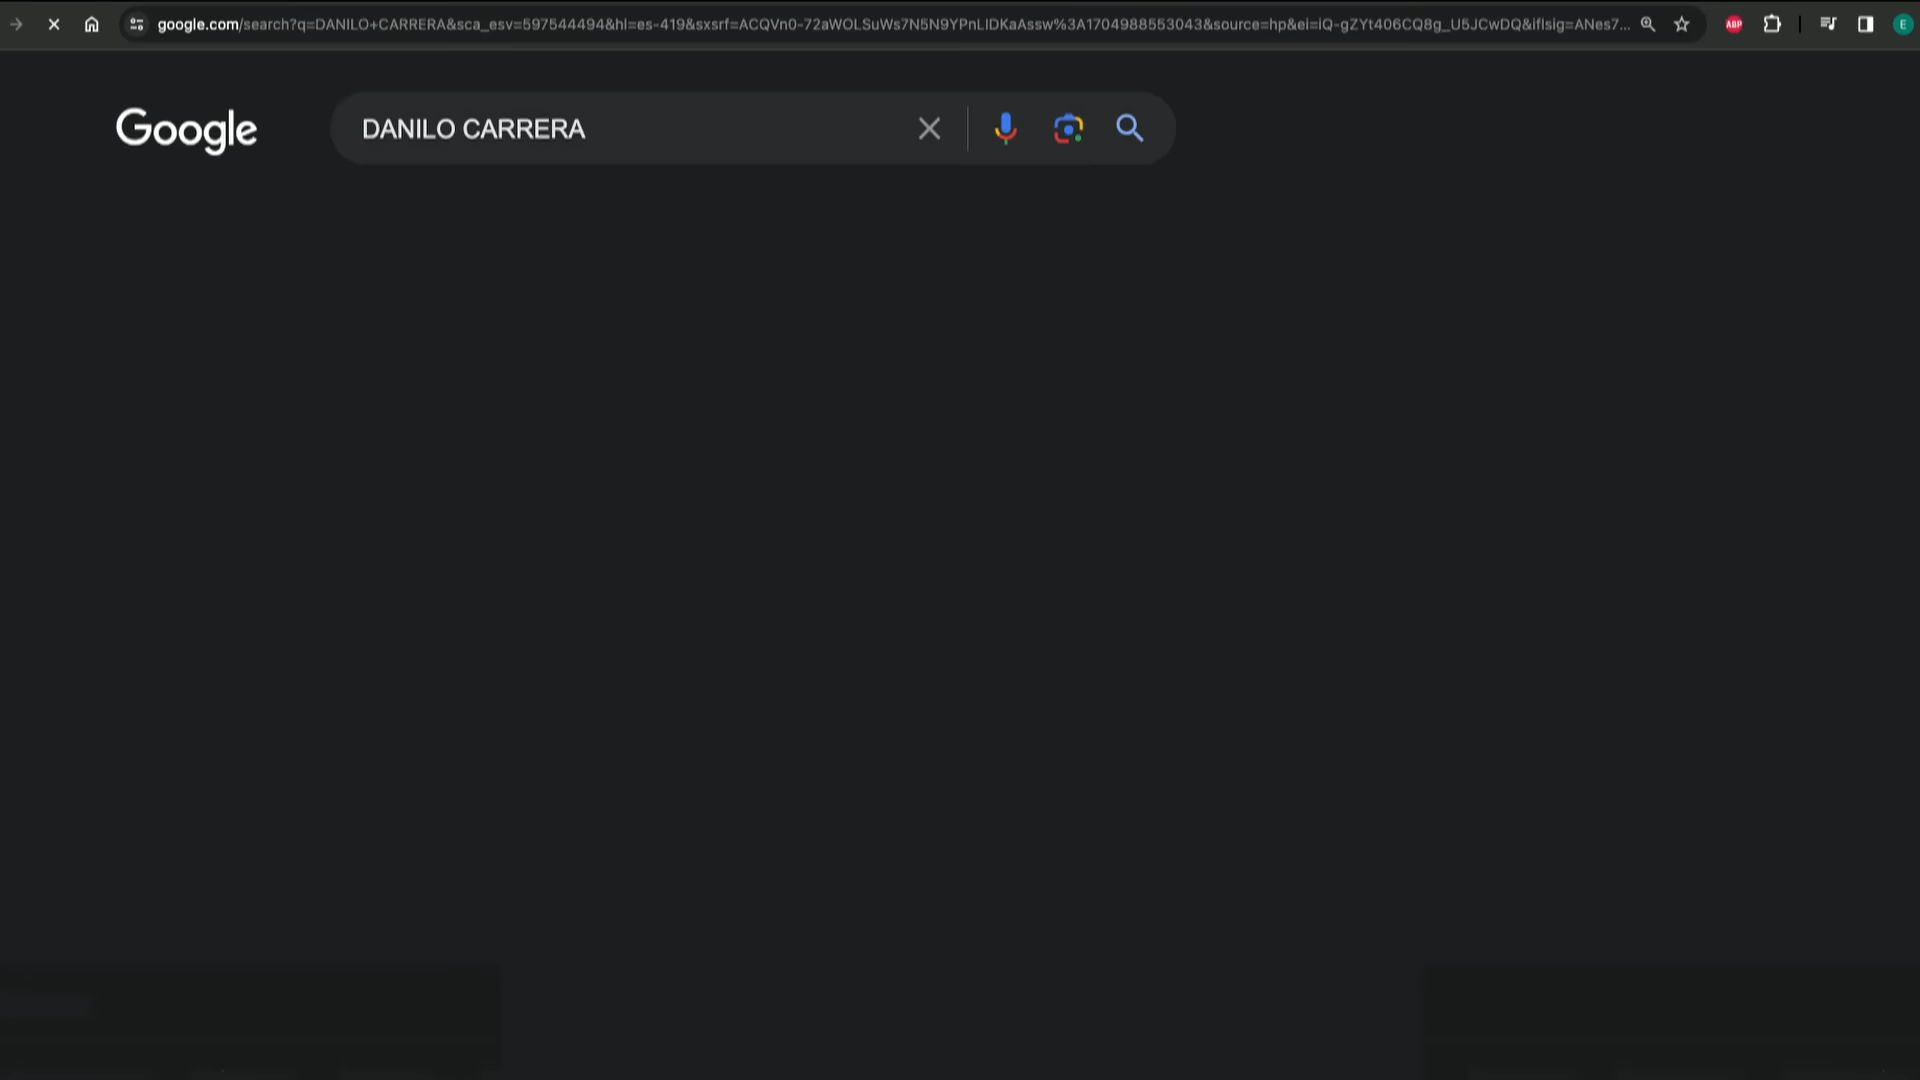 google.com/search?q=DANILO+CARRERA&sca_esv=597544494&hl=es-419&sxsrf=ACQVn0-72aWOLSuWs7N5N9YPnLIDKaAssw%3A1704988553043&source=hp&ei=iQ-gZYt406CQ8g_U5JCwDQ&iflsig=ANes7...
ABP
E
Google
DANILO CARRERA